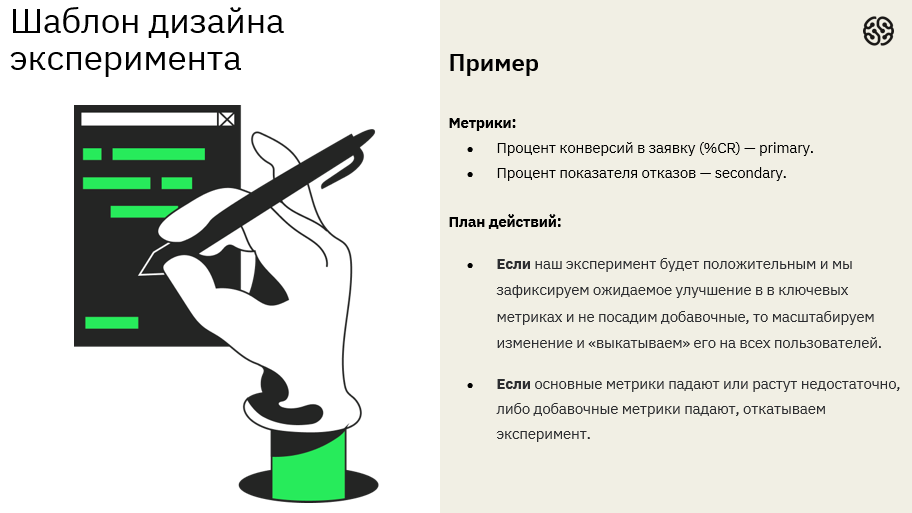 Шаблон дизайна
эксперимента
Пример
Метрики:
● Процент конверсий в заявку (%CR) — primary.
● Процент показателя отказов — secondary.
План действий:
● Если наш эксперимент будет положительным и мы
зафиксируем ожидаемое улучшение в в ключевых
метриках и не посадим добавочные, то масштабируем
изменение и «выкатываем» его на всех пользователей.
● Если основные метрики падают или растут недостаточно,
либо добавочные метрики падают, откатываем
эксперимент.